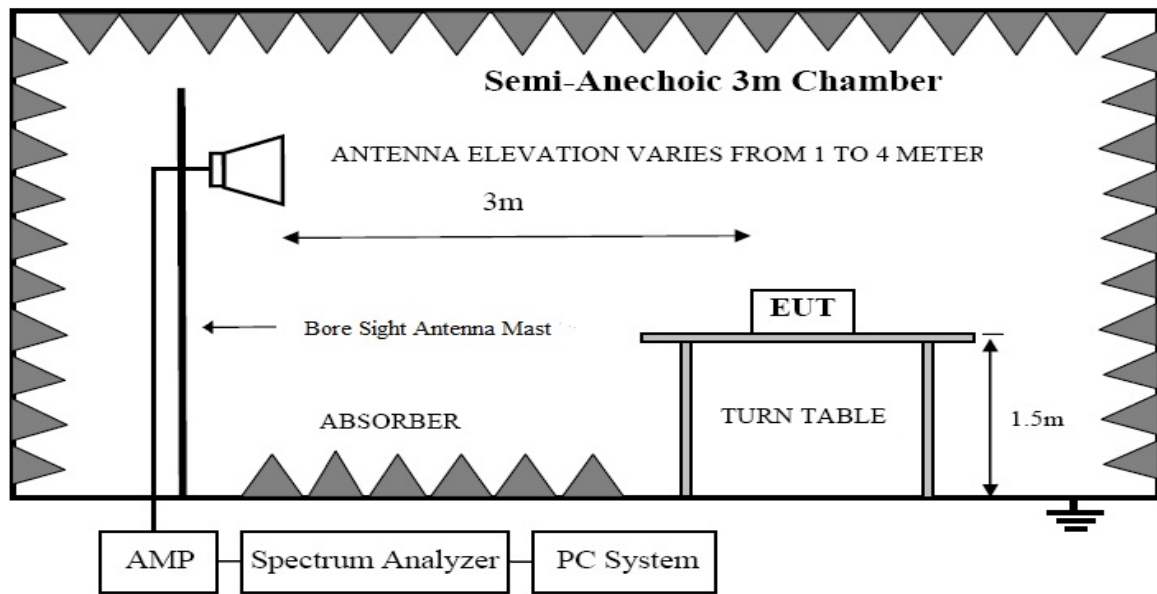 Semi-Anechoic 3m Chamber
ANTENNA ELEVATION VARIES FROM 1 TO 4 METER
3m
EUT
Bore Sight Antenna Mast
ABSORBER
TURN TABLE
1.5m
AMP
Spectrum Analyzer
PC System